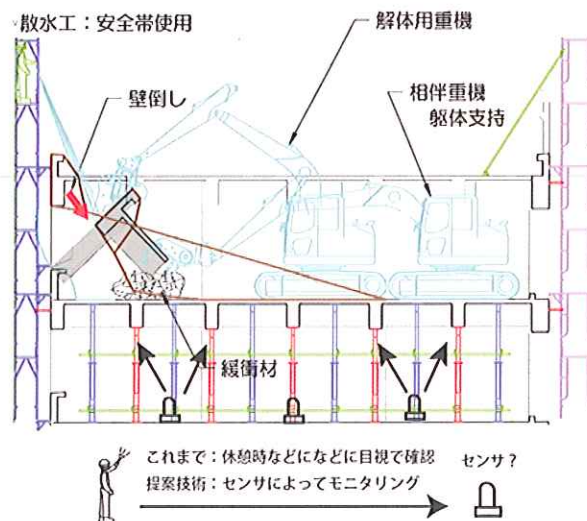 散水工：安全帯使用
解体用重機
壁倒し
相伴重機
躯体支持
緩衝材
これまで：休憩時などになどに目視で確認
提案技術：センサによってモニタリング
センサ？